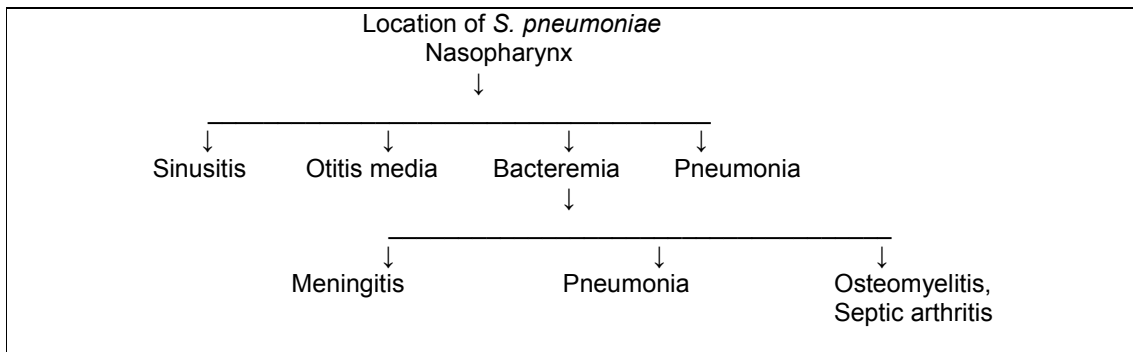 Location of S. pneumoniae
Nasopharynx
↓
↓ ↓ ↓ ↓
Sinusitis Otitis media Bacteremia Pneumonia
↓
↓ ↓ ↓
Meningitis Pneumonia Osteomyelitis,
Septic arthritis